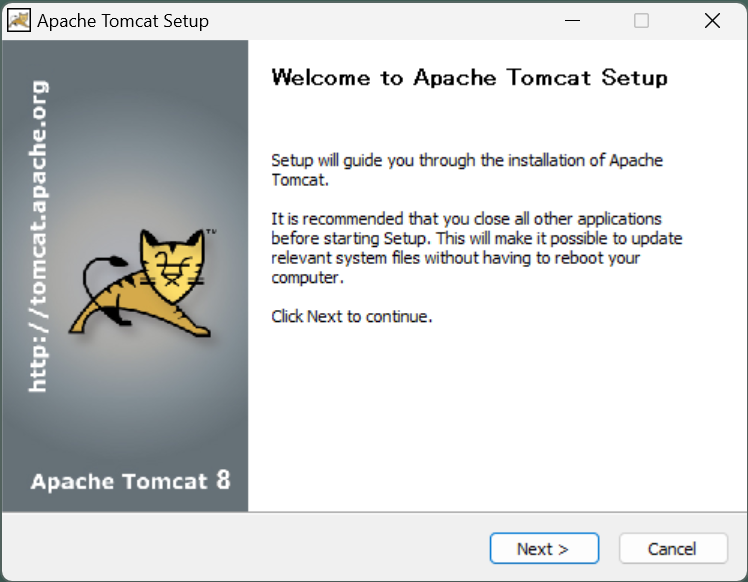 Apache Tomcat Setup
http://tomcat.apache.org
TM
Apache Tomcat 8
Welcome to Apache Tomcat Setup
Setup will guide you through the installation of Apache
Tomcat.
It is recommended that you close all other applications
before starting Setup. This will make it possible to update
relevant system files without having to reboot your
computer.
Click Next to continue.
Next >
Cancel